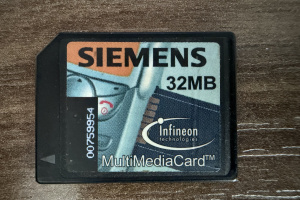 SIEMENS
32MB
00759954
Infineon
technologies
MultiMediaCard™